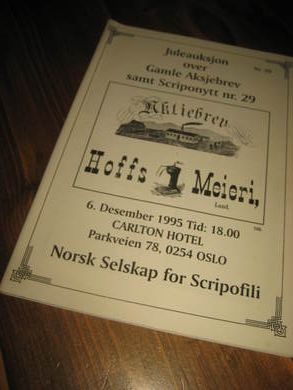 Juleauksjon
over
Gamle Aksjebrev
samt Scriponytt nr. 29
Aktiebrev
Hoffs Meieri,
6. Desember 1995 Tid: 18.00
CARLTON HOTEL
Parkveien 78, 0254 OSLO
Norsk Selskap for Scripofili